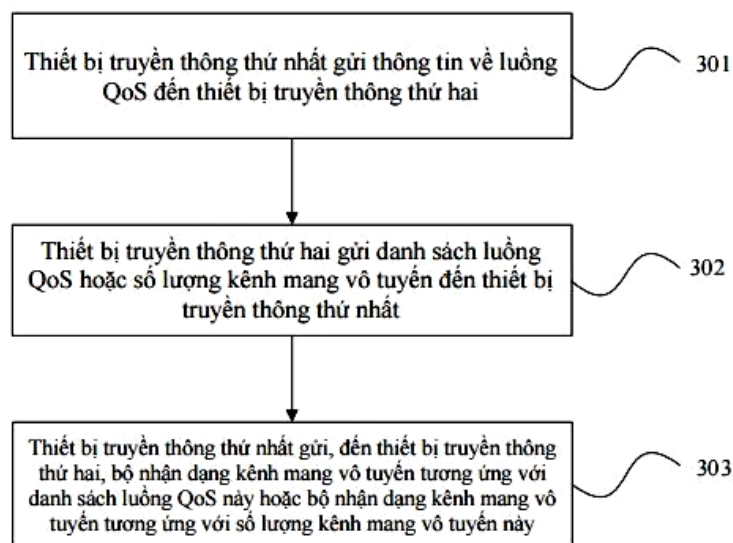 Thiết bị truyền thông thứ nhất gửi thông tin về luồng
QoS đến thiết bị truyền thông thứ hai
301
Thiết bị truyền thông thứ hai gửi danh sách luồng
QoS hoặc số lượng kênh mang vô tuyến đến thiết bị
truyền thông thứ nhất
302
Thiết bị truyền thông thứ nhất gửi, đến thiết bị truyền thông
thứ hai, bộ nhận dạng kênh mang vô tuyến tương ứng với
danh sách luồng QoS này hoặc bộ nhận dạng kênh mang vô
tuyến tương ứng với số lượng kênh mang vô tuyến này
303